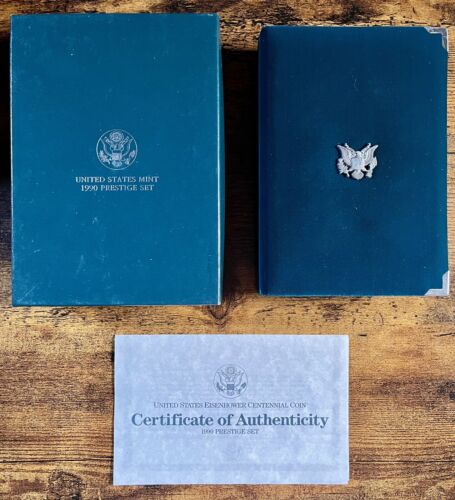 UNITED STATES MINT
1990 PRESTIGE SET
UNITED STATES EISENHOWER CENTENNIAL COIN
Certificate of Authenticity
1990 PRESTIGE SET